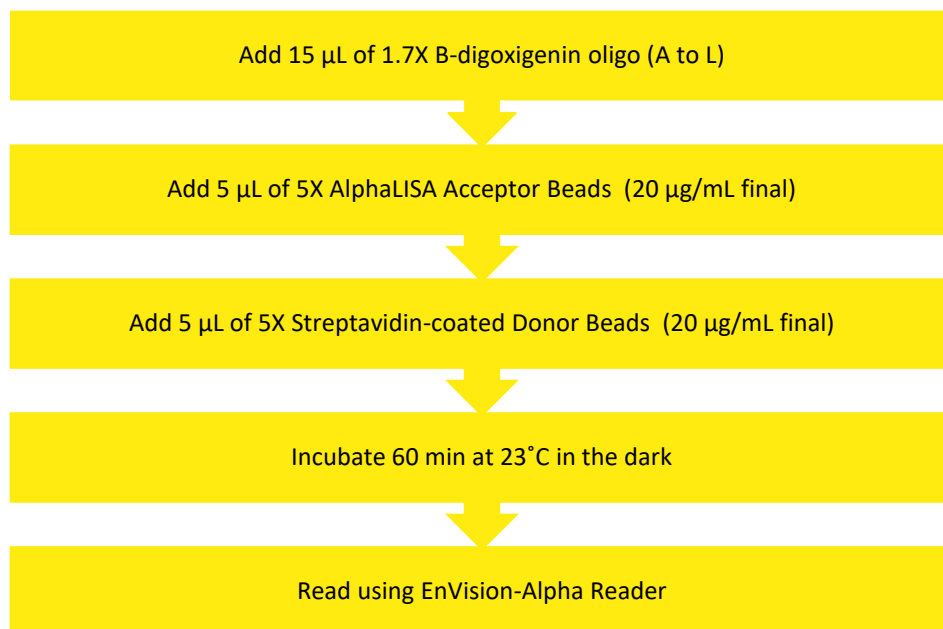 Add 15 µL of 1.7X B-digoxigenin oligo (A to L)
Add 5 µL of 5X AlphaLISA Acceptor Beads (20 µg/mL final)
Add 5 µL of 5X Streptavidin-coated Donor Beads (20 µg/mL final)
Incubate 60 min at 23˚C in the dark
Read using EnVision-Alpha Reader